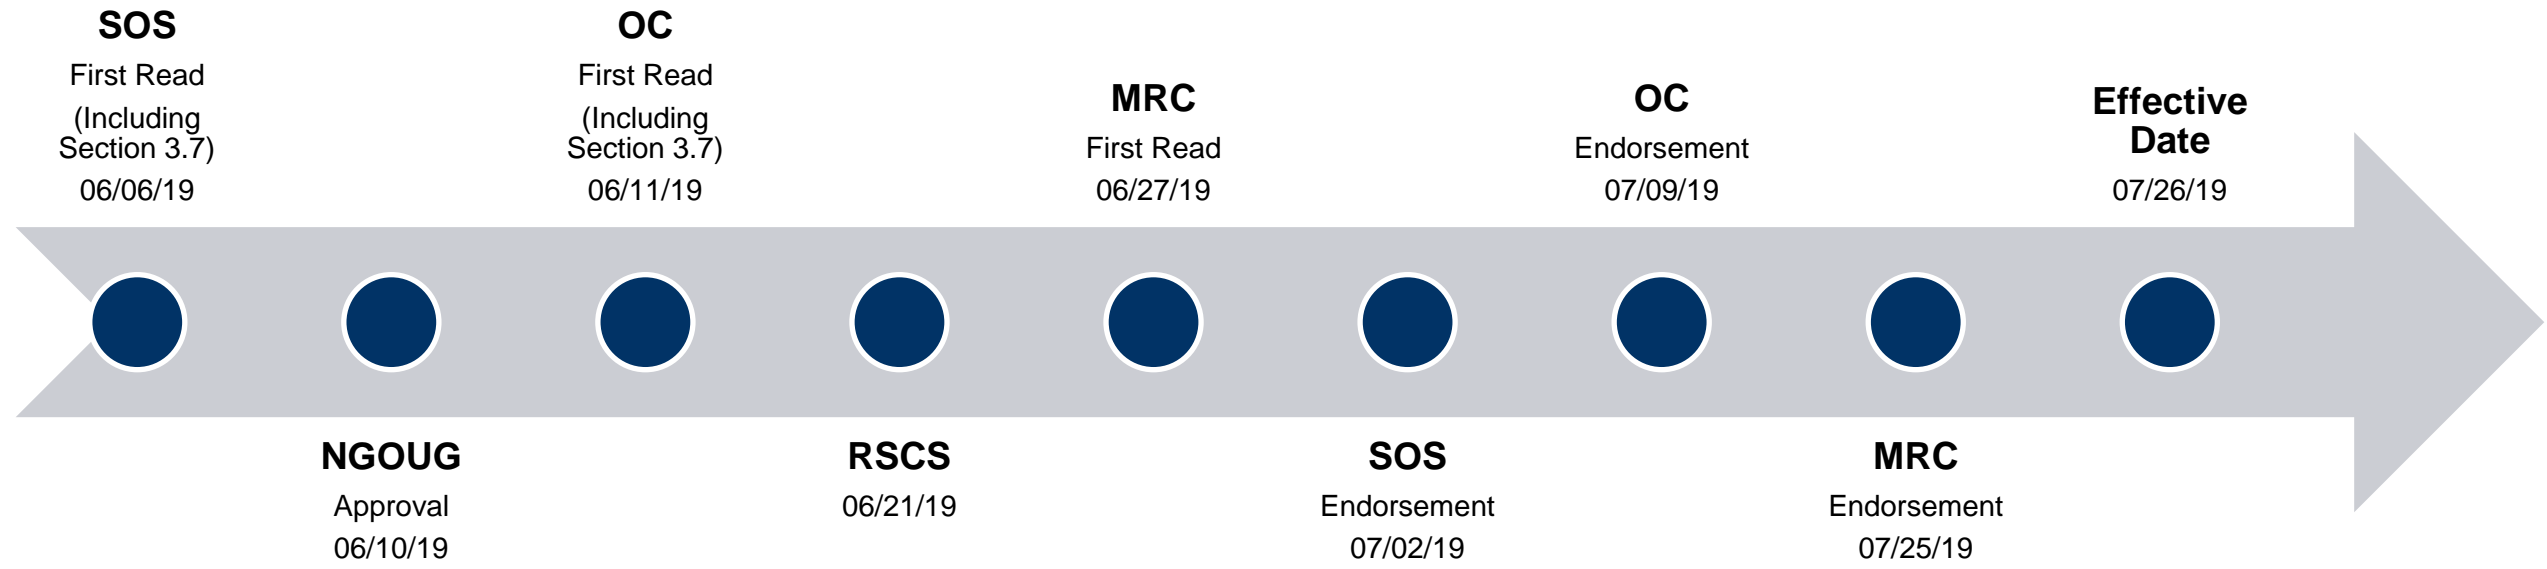 SOS
First Read
(Including
Section 3.7)
06/06/19
NGOUG
Approval
06/10/19
OC
First Read
(Including
Section 3.7)
06/11/19
RSCS
06/21/19
MRC
First Read
06/27/19
SOS
Endorsement
07/02/19
OC
Endorsement
07/09/19
MRC
Endorsement
07/25/19
Effective
Date
07/26/19